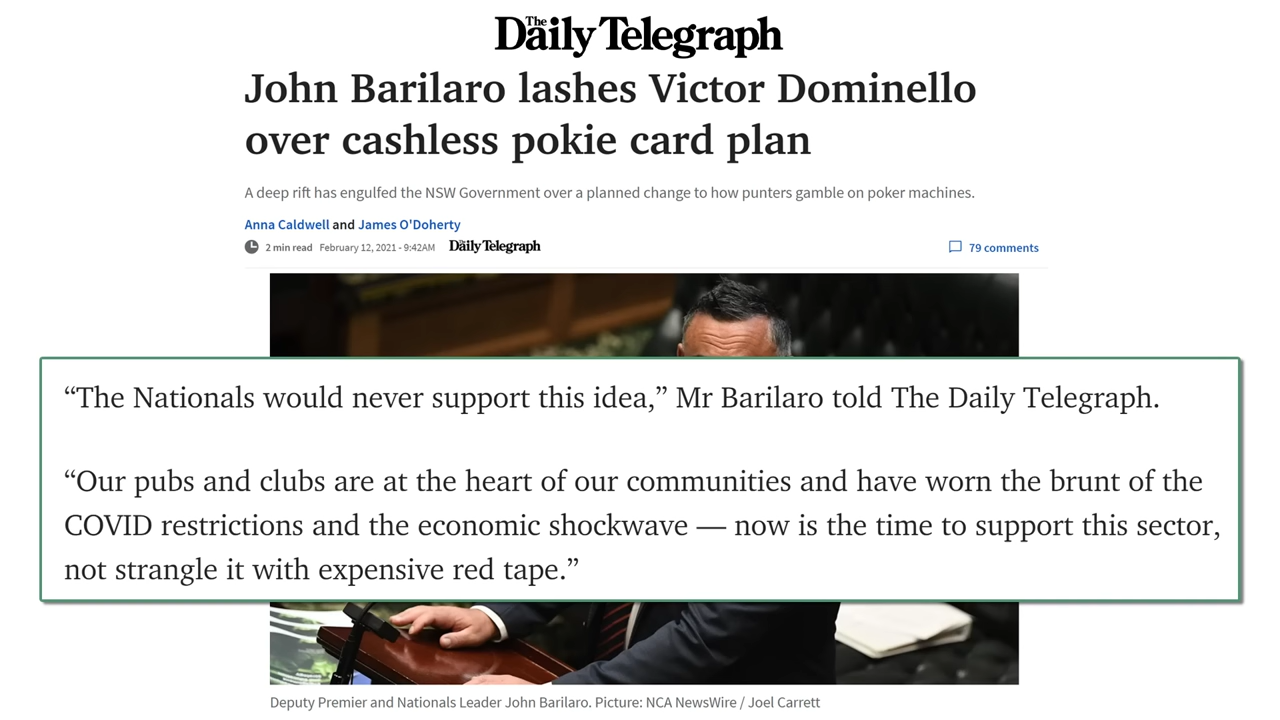 The Daily Telegraph
John Barilaro lashes Victor Dominello
over cashless pokie card plan
A deep rift has engulfed the NSW Government over a planned change to how punters gamble on poker machines.
Anna Caldwell and James O'Doherty
2 min read February 12, 2021 - 9:42AM The Daily Telegraph
79 comments
“The Nationals would never support this idea,” Mr Barilaro told The Daily Telegraph.
“Our pubs and clubs are at the heart of our communities and have worn the brunt of the
COVID restrictions and the economic shockwave — now is the time to support this sector,
not strangle it with expensive red tape.”
Deputy Premier and Nationals Leader John Barilaro. Picture: NCA NewsWire / Joel Carrett